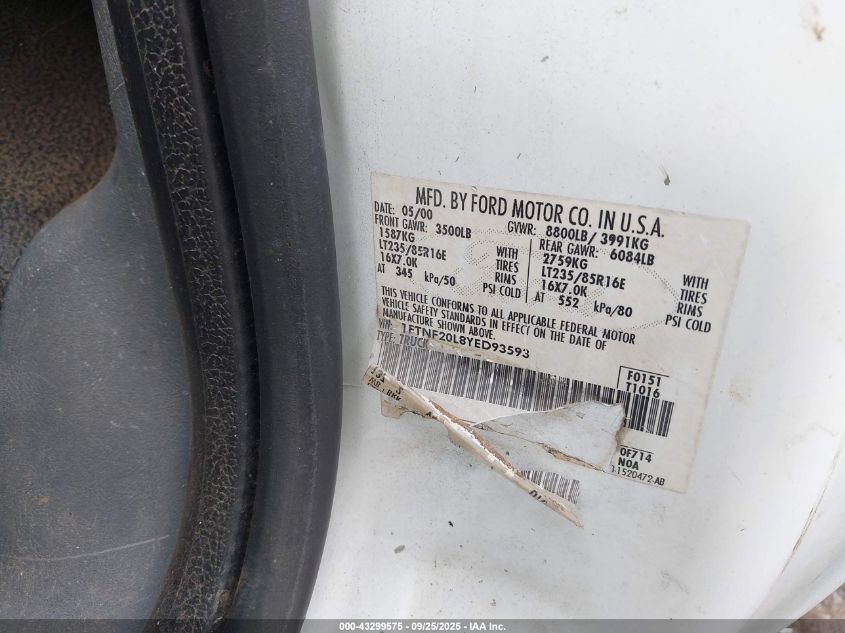 MFD. BY FORD MOTOR CO. IN U.S.A.
DATE: 05/00 GVWR: 8800LB/ 3991KG
FRONT GAWR: 3500LB REAR GAWR: 6084LB
1587KG WITH 2759KG WITH
LT235/85R16E TIRES LT235/85R16E TIRES
16X7.0K RIMS 16X7.0K RIMS
AT 345 kPa/50 PSI COLD AT 552 kPa/80 PSI COLD
THIS VEHICLE CONFORMS TO ALL APPLICABLE FEDERAL MOTOR
VEHICLE SAFETY STANDARDS IN EFFECT ON THE DATE OF
MANUFACTURE SHOWN ABOVE.
VIN: 1FTNF20L8YED93593
TYPE: TRUCK
F0151
T1016
0F714
NOA
000-43299575 - 09/25/2025 - IAA Inc.